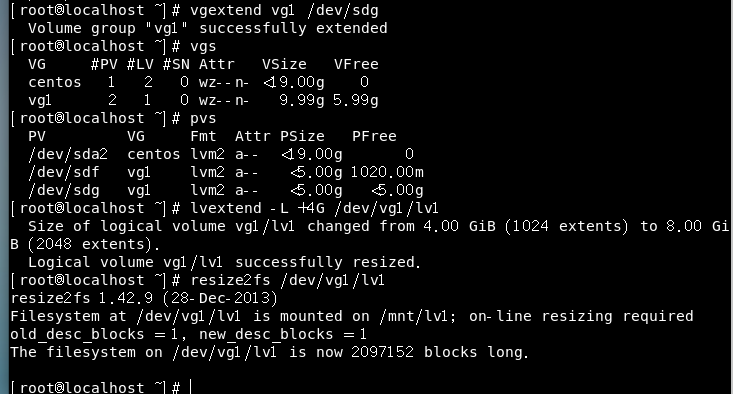 [root@localhost ~]# vgextend vg1 /dev/sdg
  Volume group "vg1" successfully extended
[root@localhost ~]# vgs
  VG     #PV #LV #SN Attr   VSize   VFree
  centos   1   2   0 wz--n- <19.00g    0
  vg1      2   1   0 wz--n-   9.99g 5.99g
[root@localhost ~]# pvs
  PV         VG     Fmt  Attr PSize   PFree
  /dev/sda2  centos lvm2 a--  <19.00g       0
  /dev/sdf   vg1    lvm2 a--   <5.00g 1020.00m
  /dev/sdg   vg1    lvm2 a--   <5.00g   <5.00g
[root@localhost ~]# lvextend -L +4G /dev/vg1/lv1
  Size of logical volume vg1/lv1 changed from 4.00 GiB (1024 extents) to 8.00 Gi
B (2048 extents).
  Logical volume vg1/lv1 successfully resized.
[root@localhost ~]# resize2fs /dev/vg1/lv1
resize2fs 1.42.9 (28-Dec-2013)
Filesystem at /dev/vg1/lv1 is mounted on /mnt/lv1; on-line resizing required
old_desc_blocks = 1, new_desc_blocks = 1
The filesystem on /dev/vg1/lv1 is now 2097152 blocks long.
[root@localhost ~]#